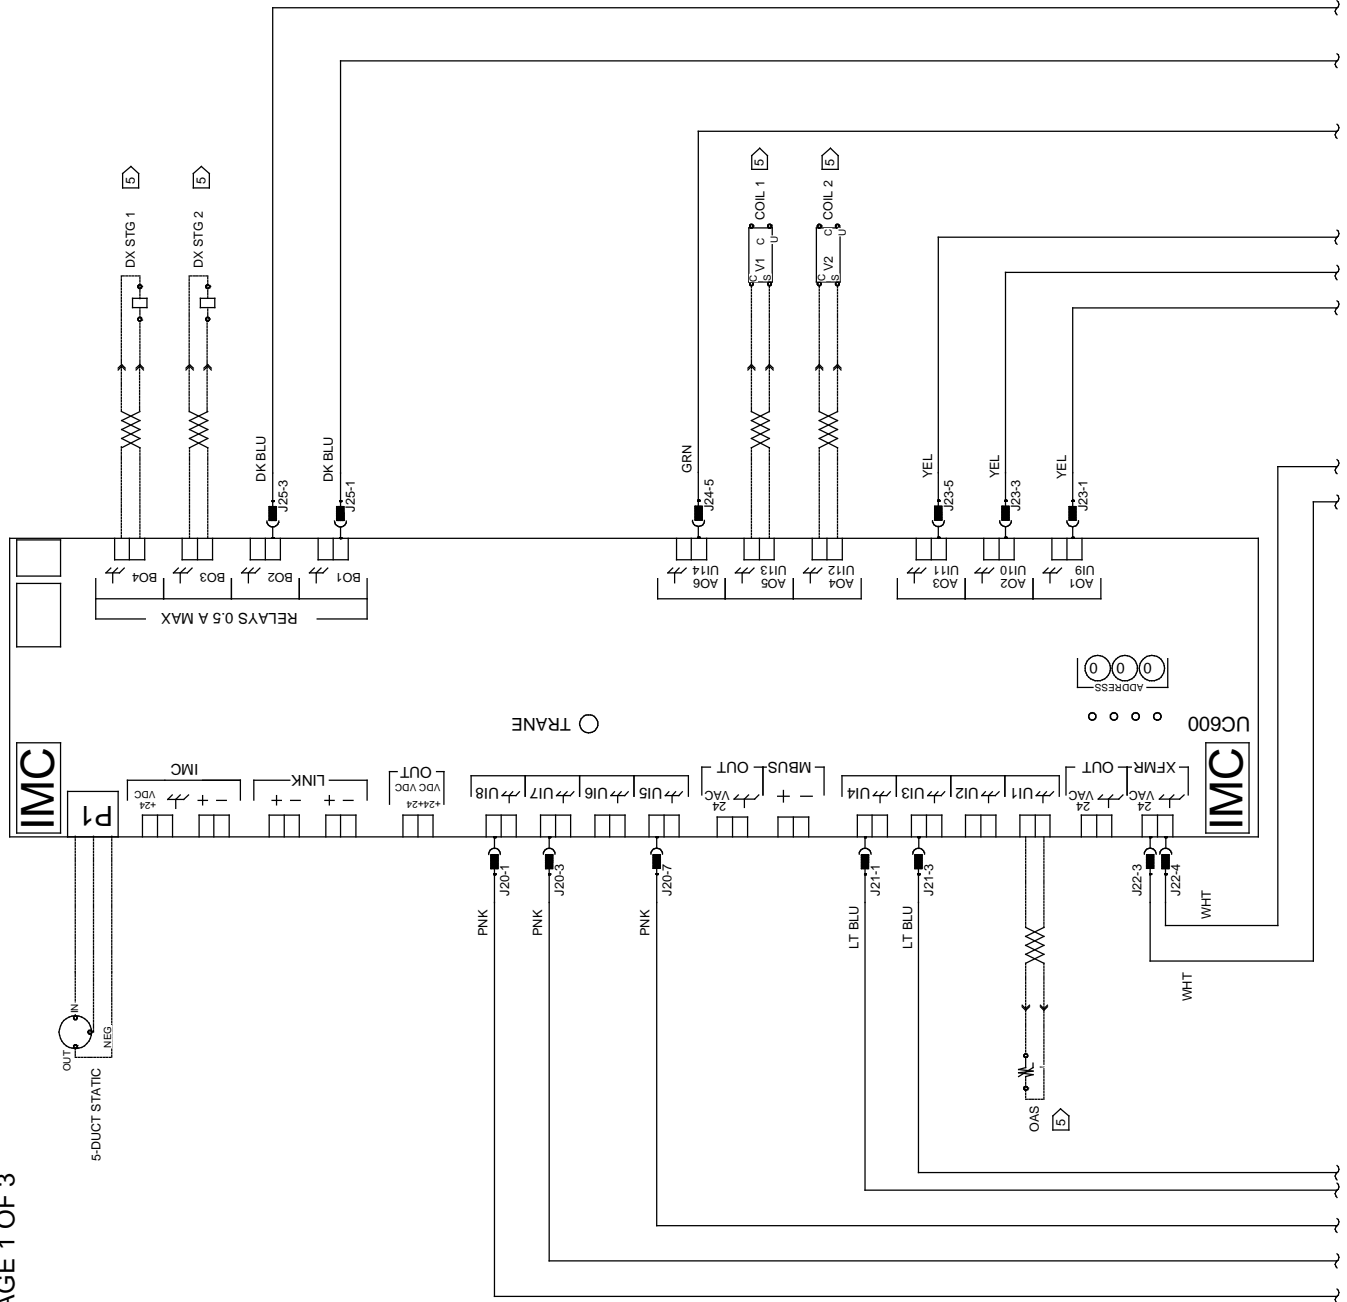 5
5
5
5
DX STG 1
DX STG 2
COIL 1
COIL 2
C U
V1
C S
C U
V2
C S
DK BLU
DK BLU
GRN
YEL
YEL
YEL
J25-3
J25-1
J24-5
J23-5
J23-3
J23-1
BO4
BO3
BO2
BO1
AO6
UI14
AO5
UI13
AO4
UI12
AO3
UI11
AO2
UI10
AO1
UI9
RELAYS 0.5 A MAX
0 0 0
ADDRESS
TRANE
UC600
IMC
IMC
P1
IMC
+24
VDC
+ -
LINK
+ -
+ -
OUT
+24 +24
VDC VDC
UI8
UI7
UI6
UI5
OUT
24
VAC
MBUS
+ -
UI4
UI3
UI2
UI1
OUT
24
VAC
XFMR
24
VAC
J20-1
J20-3
J20-7
J21-1
J21-3
J22-3
J22-4
PNK
PNK
PNK
LT BLU
LT BLU
WHT
WHT
IN
OUT
NEG
5-DUCT STATIC
OAS
5
AGE 1 OF 3